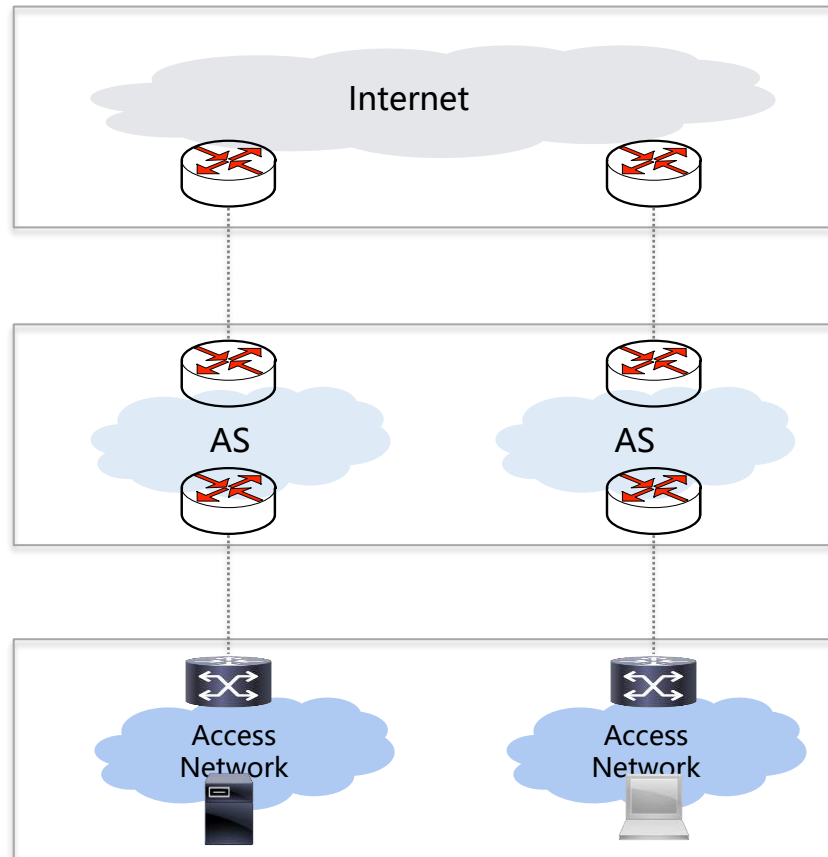 Internet
AS
AS
Access
Network
Access
Network